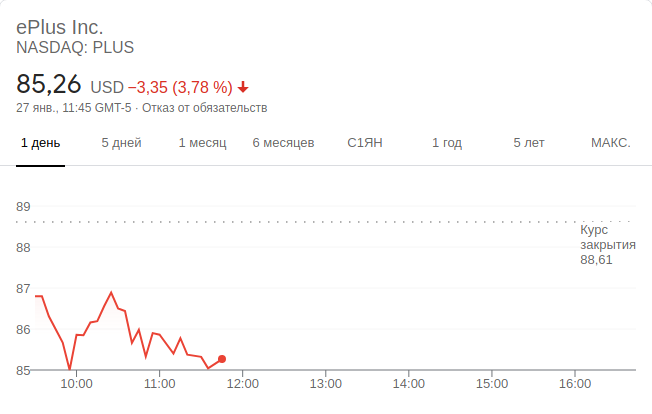 ePlus Inc.
NASDAQ: PLUS
85,26 USD −3,35 (3,78 %)
27 янв., 11:45 GMT-5 · Отказ от обязательств
1 день 5 дней 1 месяц 6 месяцев С1ЯН 1 год 5 лет МАКС.
89
Курс
закрытия
88,61
88
87
86
85
10:00 11:00 12:00 13:00 14:00 15:00 16:00